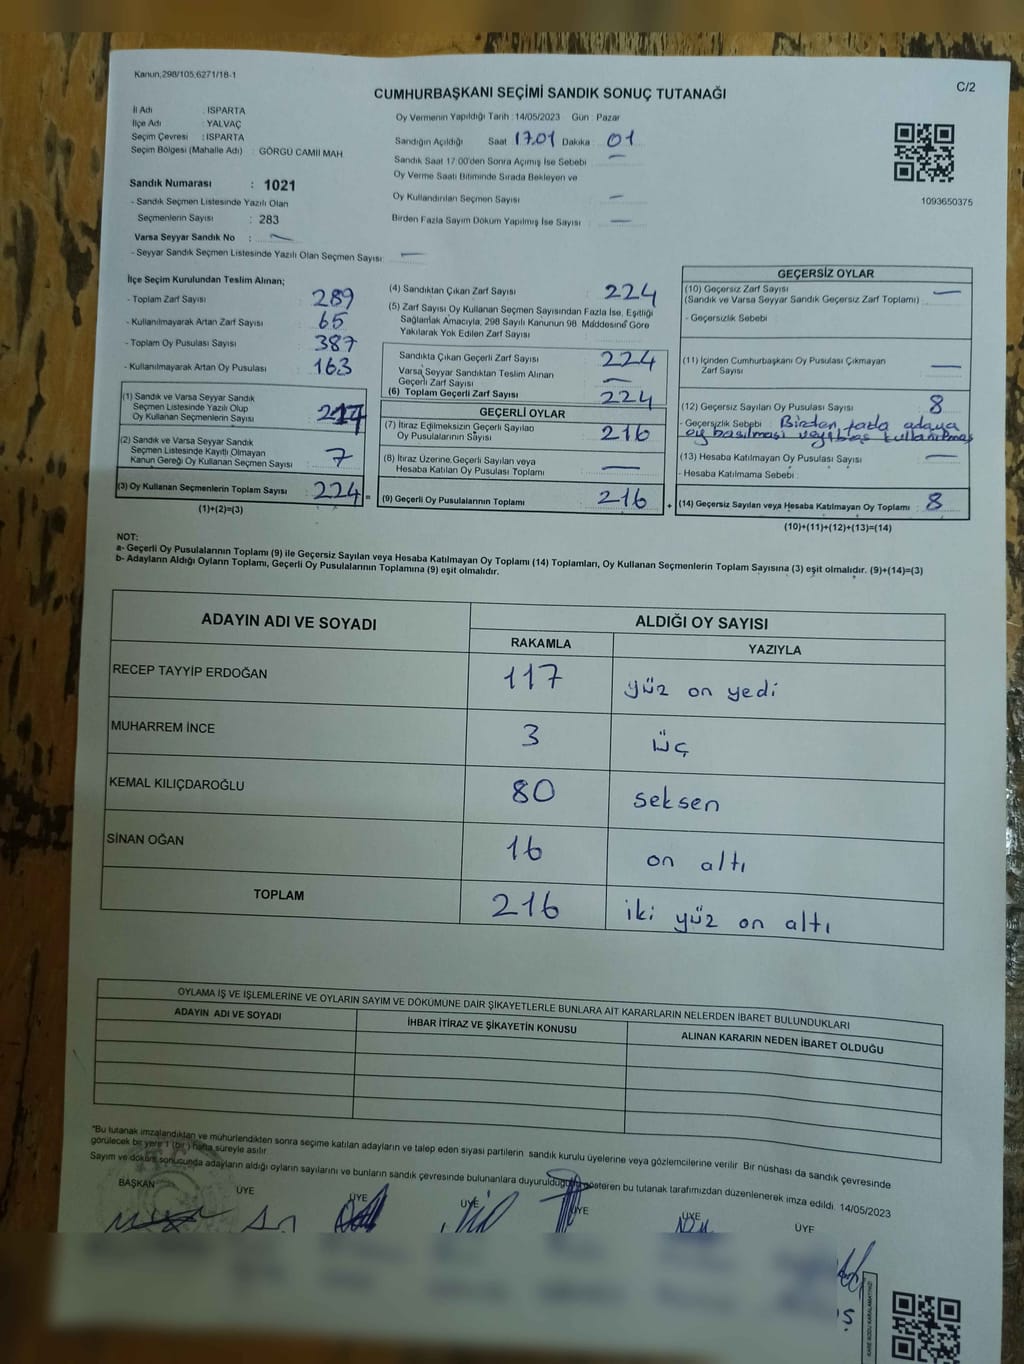 Kanun,298/105,6271/18-1
C/2
CUMHURBAŞKANI SEÇİMİ SANDIK SONUÇ TUTANAĞI
İl Adı : ISPARTA
İlçe Adı : YALVAÇ
Seçim Çevresi : ISPARTA
Seçim Bölgesi (Mahalle Adı) : GÖRGÜ CAMİİ MAH
Sandık Numarası : 1021
- Sandık Seçmen Listesinde Yazılı Olan
Seçmenlerin Sayısı : 283
Varsa Seyyar Sandık No : —
- Seyyar Sandık Seçmen Listesinde Yazılı Olan Seçmen Sayısı : —
Oy Vermenin Yapıldığı Tarih : 14/05/2023 Gün : Pazar
Sandığın Açıldığı Saat 17.01 Dakika : 01
Sandık Saat 17:00'den Sonra Açımış İse Sebebi : —
Oy Verme Saati Bitiminde Sırada Bekleyen ve
Oy Kullandırılan Seçmen Sayısı : —
Birden Fazla Sayım Döküm Yapılmış İse Sayısı : —
1093650375
İlçe Seçim Kurulundan Teslim Alınan;
- Toplam Zarf Sayısı : 289
- Kullanılmayarak Artan Zarf Sayısı : 65
- Toplam Oy Pusulası Sayısı : 387
- Kullanılmayarak Artan Oy Pusulası : 163
(1) Sandık ve Varsa Seyyar Sandık
Seçmen Listesinde Yazılı Olup
Oy Kullanan Seçmenlerin Sayısı : 217
(2) Sandık ve Varsa Seyyar Sandık
Seçmen Listesinde Kayıtlı Olmayan
Kanun Gereği Oy Kullanan Seçmen Sayısı : 7
(3) Oy Kullanan Seçmenlerin Toplam Sayısı : 224 =
(1)+(2)=(3)
(4) Sandıktan Çıkan Zarf Sayısı : 224
(5) Zarf Sayısı Oy Kullanan Seçmen Sayısından Fazla İse, Eşitliği
Sağlamak Amacıyla, 298 Sayılı Kanunun 98. Maddesine Göre
Yakılarak Yok Edilen Zarf Sayısı :
Sandıkta Çıkan Geçerli Zarf Sayısı : 224
Varsa Seyyar Sandıktan Teslim Alınan
Geçerli Zarf Sayısı : —
(6) Toplam Geçerli Zarf Sayısı : 224
GEÇERLİ OYLAR
(7) İtiraz Edilmeksizin Geçerli Sayılan
Oy Pusulalarının Sayısı : 216
(8) İtiraz Üzerine Geçerli Sayılan veya
Hesaba Katılan Oy Pusulası Toplamı : —
(9) Geçerli Oy Pusulalarının Toplamı : 216 +
GEÇERSİZ OYLAR
(10) Geçersiz Zarf Sayısı : —
(Sandık ve Varsa Seyyar Sandık Geçersiz Zarf Toplamı)
- Geçersizlik Sebebi :
(11) İçinden Cumhurbaşkanı Oy Pusulası Çıkmayan
Zarf Sayısı : —
(12) Geçersiz Sayılan Oy Pusulası Sayısı : 8
- Geçersizlik Sebebi : Birden fazla adaya
oy basılması
(13) Hesaba Katılmayan Oy Pusulası Sayısı : —
- Hesaba Katılmama Sebebi :
(14) Geçersiz Sayılan veya Hesaba Katılmayan Oy Toplamı : 8
(10)+(11)+(12)+(13)=(14)
NOT:
a- Geçerli Oy Pusulalarının Toplamı (9) ile Geçersiz Sayılan veya Hesaba Katılmayan Oy Toplamı (14) Toplamları, Oy Kullanan Seçmenlerin Toplam Sayısına (3) eşit olmalıdır. (9)+(14)=(3)
b- Adayların Aldığı Oyların Toplamı, Geçerli Oy Pusulalarının Toplamına (9) eşit olmalıdır.
ADAYIN ADI VE SOYADI ALDIĞI OY SAYISI
RAKAMLA YAZIYLA
RECEP TAYYİP ERDOĞAN 117 yüz on yedi
MUHARREM İNCE 3 üç
KEMAL KILIÇDAROĞLU 80 seksen
SİNAN OĞAN 16 on altı
TOPLAM 216 iki yüz on altı
OYLAMA İŞ VE İŞLEMLERİNE VE OYLARIN SAYIM VE DÖKÜMÜNE DAİR ŞİKAYETLERLE BUNLARA AİT KARARLARIN NELERDEN İBARET BULUNDUKLARI
ADAYIN ADI VE SOYADI İHBAR İTİRAZ VE ŞİKAYETİN KONUSU ALINAN KARARIN NEDEN İBARET OLDUĞU
*Bu tutanak imzalandıktan ve mühürlendikten sonra seçime katılan adayların ve talep eden siyasi partilerin sandık kurulu üyelerine veya gözlemcilerine verilir. Bir nüshası da sandık çevresinde
görülecek bir yere 1 (bir) hafta süreyle asılır.
Sayım ve döküm sonucunda adayların aldığı oyların sayılarını ve bunların sandık çevresinde bulunanlara duyurulduğunu gösteren bu tutanak tarafımızdan düzenlenerek imza edildi. 14/05/2023
BAŞKAN ÜYE ÜYE ÜYE ÜYE ÜYE ÜYE